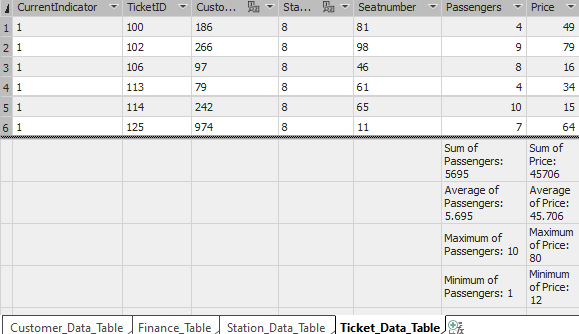 CurrentIndicator TicketID Custo... Sta... Seatnumber Passengers Price
1 1 100 186 8 81 4 49
2 1 102 266 8 98 9 79
3 1 106 97 8 46 8 16
4 1 113 79 8 61 4 34
5 1 114 242 8 65 10 15
6 1 125 974 8 11 7 64
Sum of
Passengers:
5695
Sum of
Price:
45706
Average of
Passengers:
5.695
Average
of Price:
45.706
Maximum of
Passengers: 10
Maximum
of Price:
80
Minimum of
Passengers: 1
Minimum
of Price:
12
Customer_Data_Table Finance_Table Station_Data_Table Ticket_Data_Table